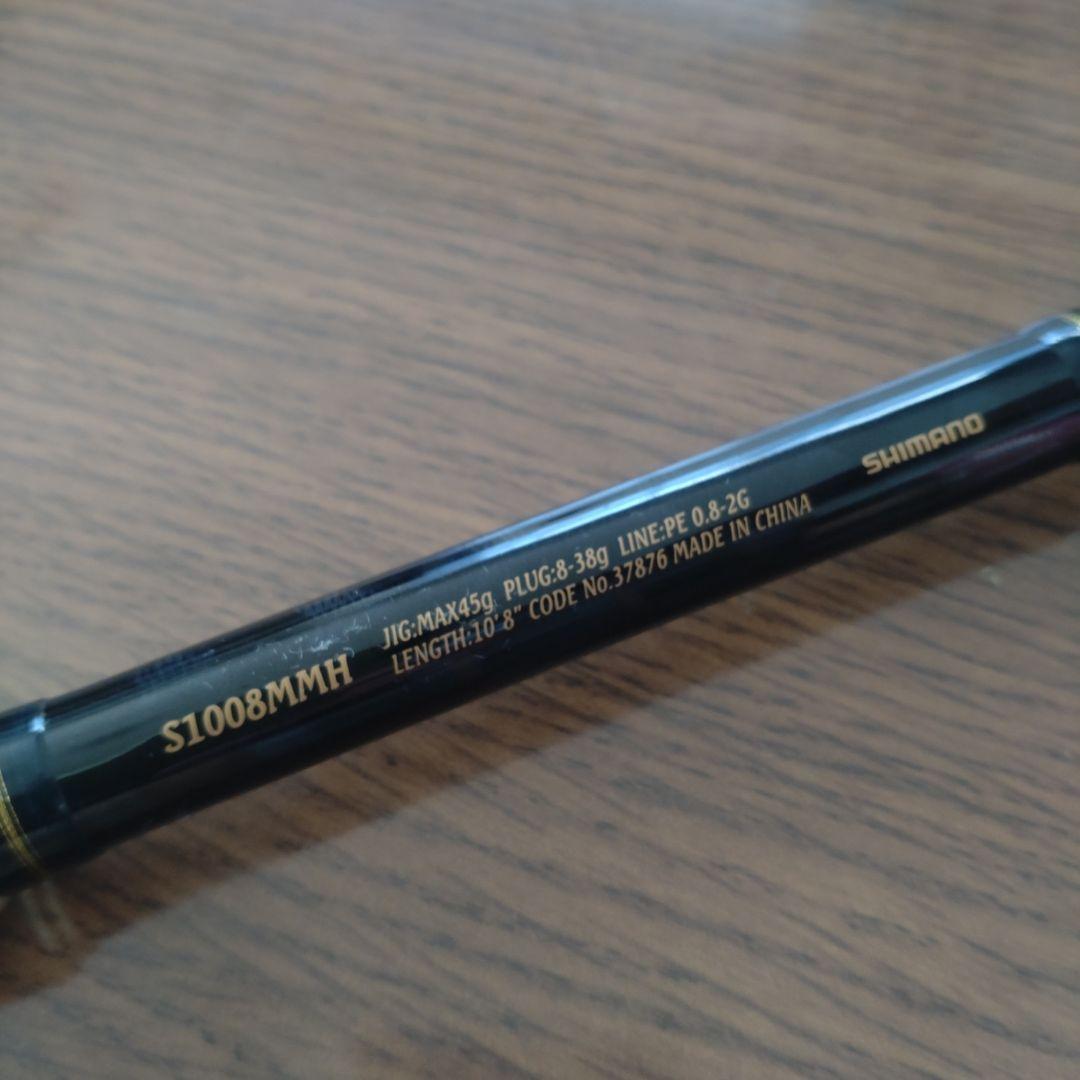 S1008MMH
JIG:MAX45g PLUG:8-38g LINE:PE 0.8-2G
LENGTH:10'8" CODE No.37876 MADE IN CHINA
SHIMANO